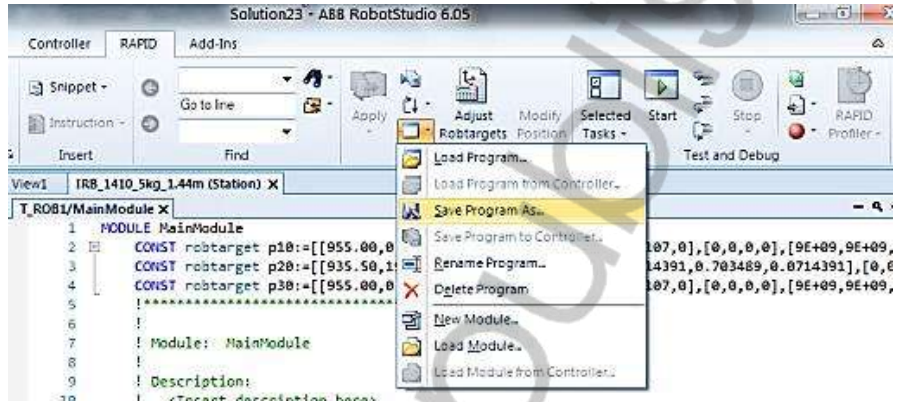 Solution23 - ABB RobotStudio 6.05
Controller RAPID Add-Ins
Snippet
Instruction
Insert
Go to line
Find
Apply
Adjust Robtargets
Modify Position
Selected Tasks
Start
Stop
RAPID Profiler
Test and Debug
View1 IRB_1410_5kg_1.44m (Station) X
T_ROB1/MainModule X
Load Program...
Load Program from Controller...
Save Program As...
Save Program to Controller...
Rename Program...
Delete Program
New Module...
Load Module...
Load Module from Controller...
1 MODULE MainModule
2 CONST robtarget p10:=[[955.00,0 107,0],[0,0,0,0],[9E+09,9E+09,
3 CONST robtarget p20:=[[935.50,1 14391,0.703489,0.0714391],[0,0
4 CONST robtarget p30:=[[955.00,0 107,0],[0,0,0,0],[9E+09,9E+09,
5 !********************************
6 !
7 ! Module: MainModule
8 !
9 ! Description:
10 ! <Insert description here>